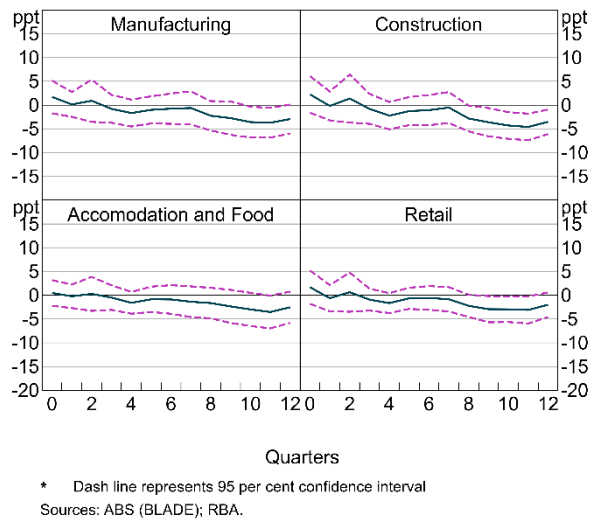 ppt Manufacturing Construction ppt
15 15
10 10
5 5
0 0
-5 -5
-10 -10
-15 -15
ppt Accomodation and Food Retail ppt
15 15
10 10
5 5
0 0
-5 -5
-10 -10
-15 -15
-20 -20
0 2 4 6 8 10 12 0 2 4 6 8 10 12
Quarters
* Dash line represents 95 per cent confidence interval
Sources: ABS (BLADE); RBA.